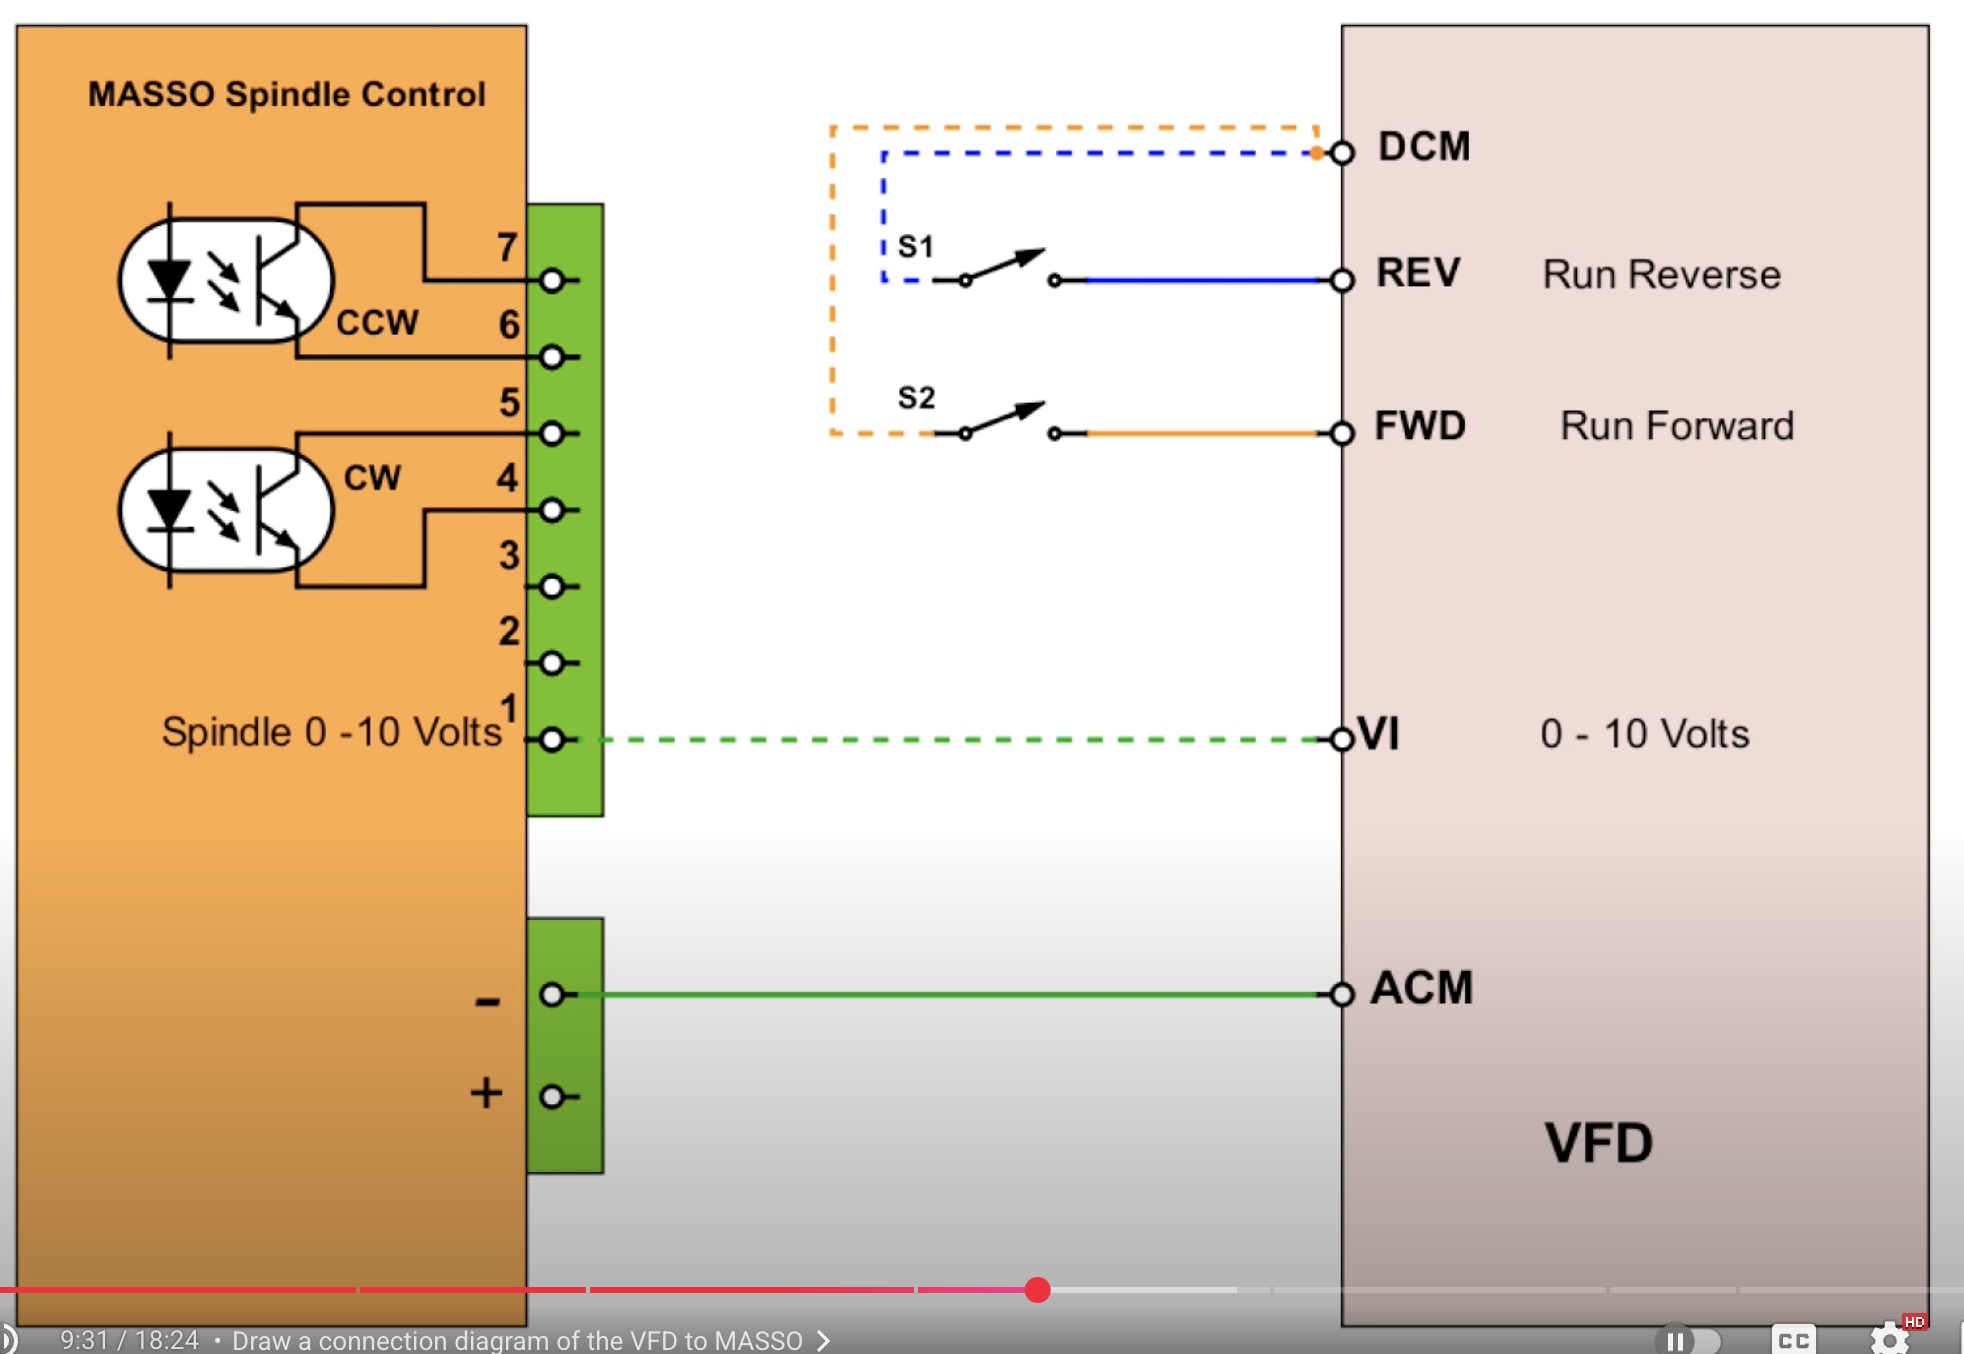 MASSO Spindle Control
DCM
7
S1
REV
Run Reverse
CCW
6
5
S2
FWD
Run Forward
CW
4
3
2
1
Spindle 0 -10 Volts
VI
0 - 10 Volts
-
ACM
+
VFD
9:31 / 18:24 • Draw a connection diagram of the VFD to MASSO
CC
HD